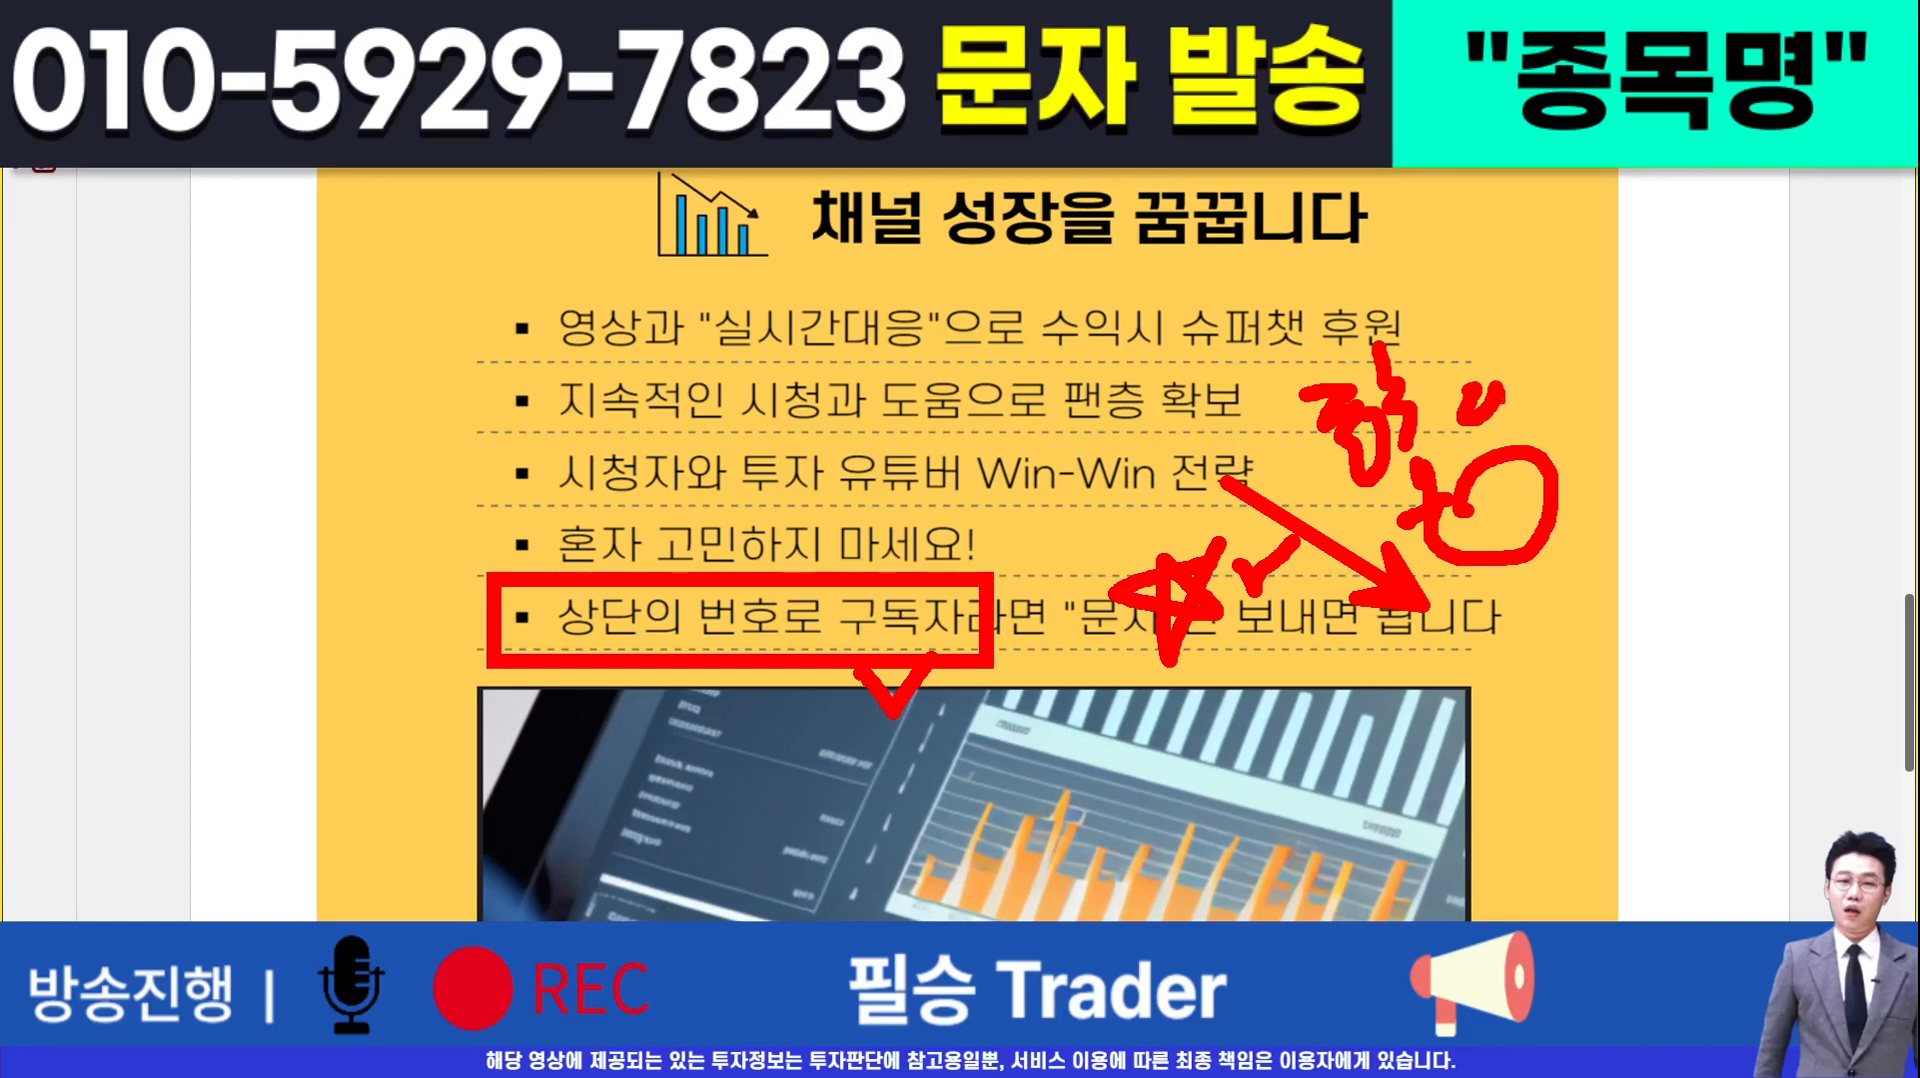 010-5929-7823 문자 발송 "종목명"
채널 성장을 꿈꿉니다
▪ 영상과 "실시간대응"으로 수익시 슈퍼챗 후원
▪ 지속적인 시청과 도움으로 팬층 확보
▪ 시청자와 투자 유튜버 Win-Win 전략
▪ 혼자 고민하지 마세요!
▪ 상단의 번호로 구독자라면 "문자" 보내면 됩니다
방송진행 | REC 필승 Trader
해당 영상에 제공되는 있는 투자정보는 투자판단에 참고용일뿐, 서비스 이용에 따른 최종 책임은 이용자에게 있습니다.